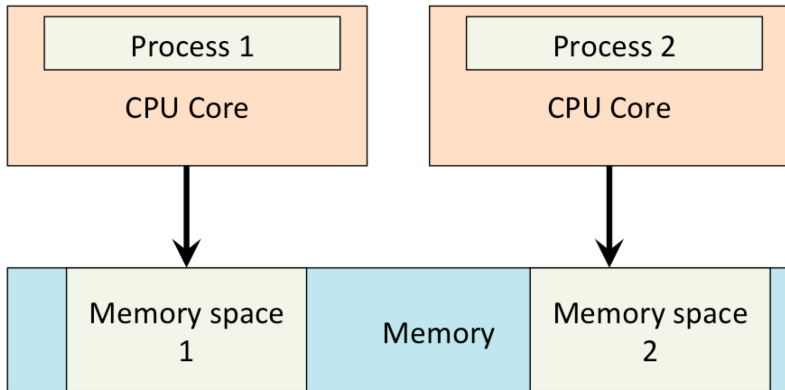 Process 1
CPU Core
Process 2
CPU Core
Memory space
1
Memory
Memory space
2